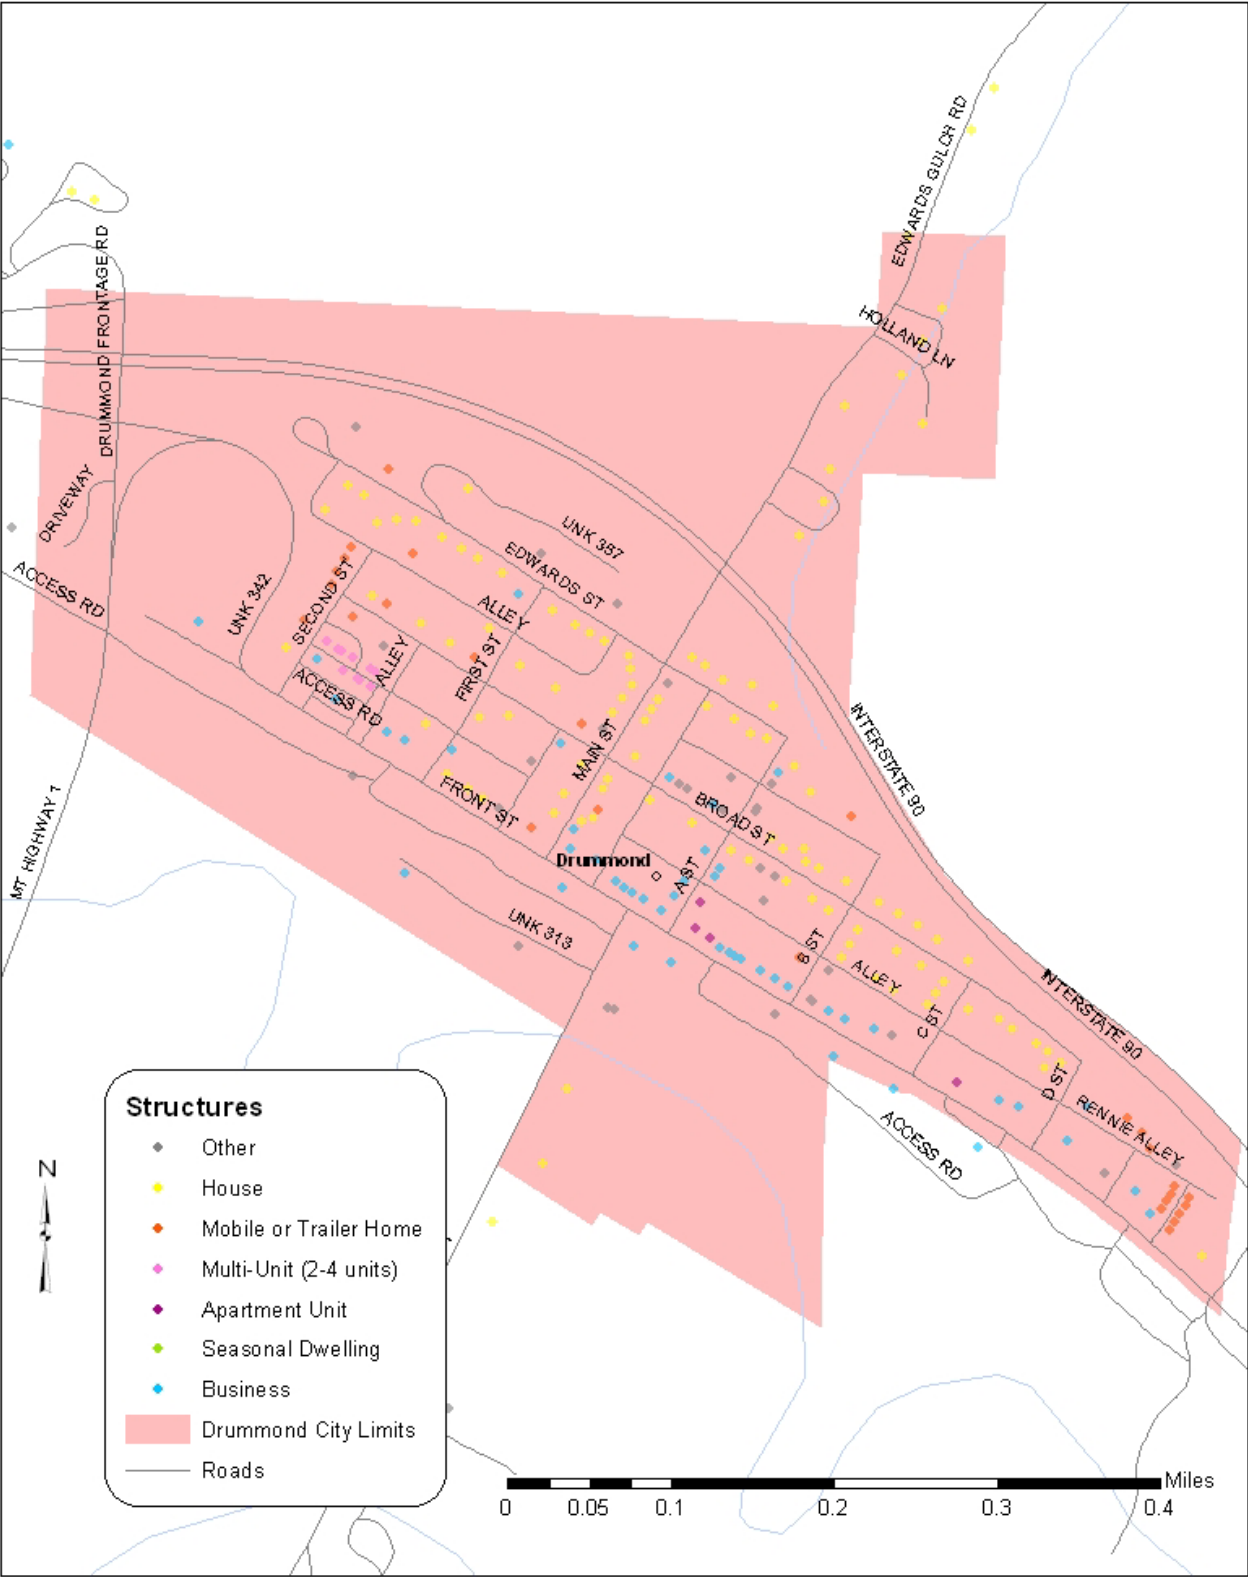 EDWARDS GULCH RD
DRUMMOND FRONTAGE RD
HOLLAND LN
DRIVEWAY
UNK 357
EDWARDS ST
ACCESS RD
UNK 342
SECOND ST
ALLEY
ALLEY
FIRST ST
ACCESS RD
MAIN ST
INTERSTATE 90
FRONT ST
BROAD ST
MT HIGHWAY 1
Drummond
A ST
UNK 313
B ST
ALLEY
C ST
INTERSTATE 90
D ST
RENNIE ALLEY
ACCESS RD
Structures
Other
House
Mobile or Trailer Home
Multi-Unit (2-4 units)
Apartment Unit
Seasonal Dwelling
Business
Drummond City Limits
Roads
N
Miles
0 0.05 0.1 0.2 0.3 0.4